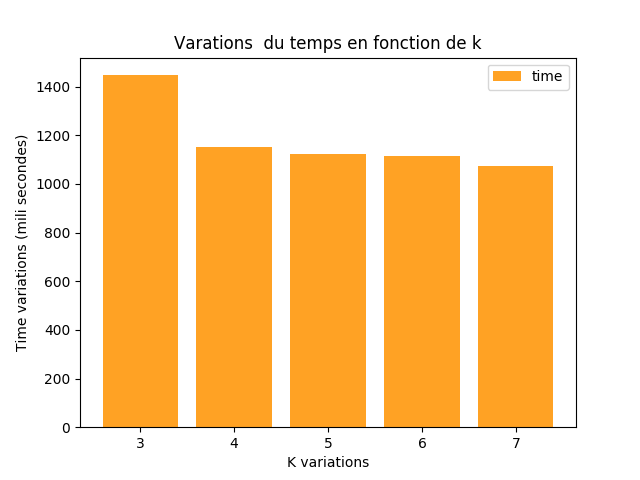 Varations  du temps en fonction de k
time
Time variations (mili secondes)
1400
1200
1000
800
600
400
200
0
3 4 5 6 7
K variations